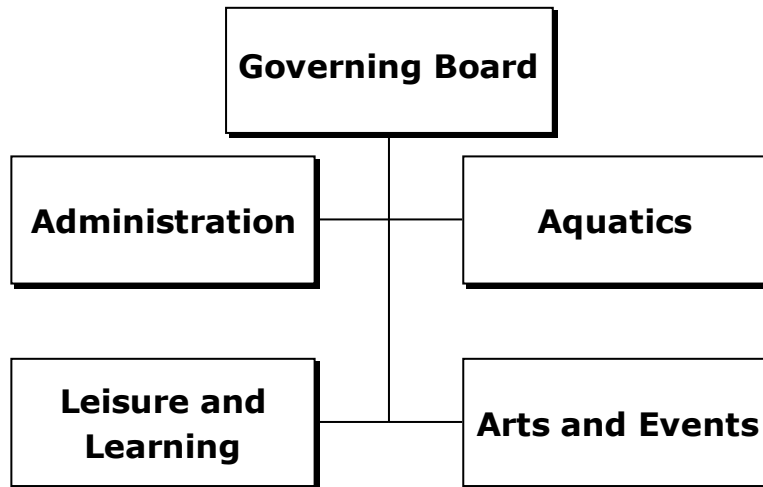 Governing Board
Administration
Aquatics
Leisure and
Learning
Arts and Events